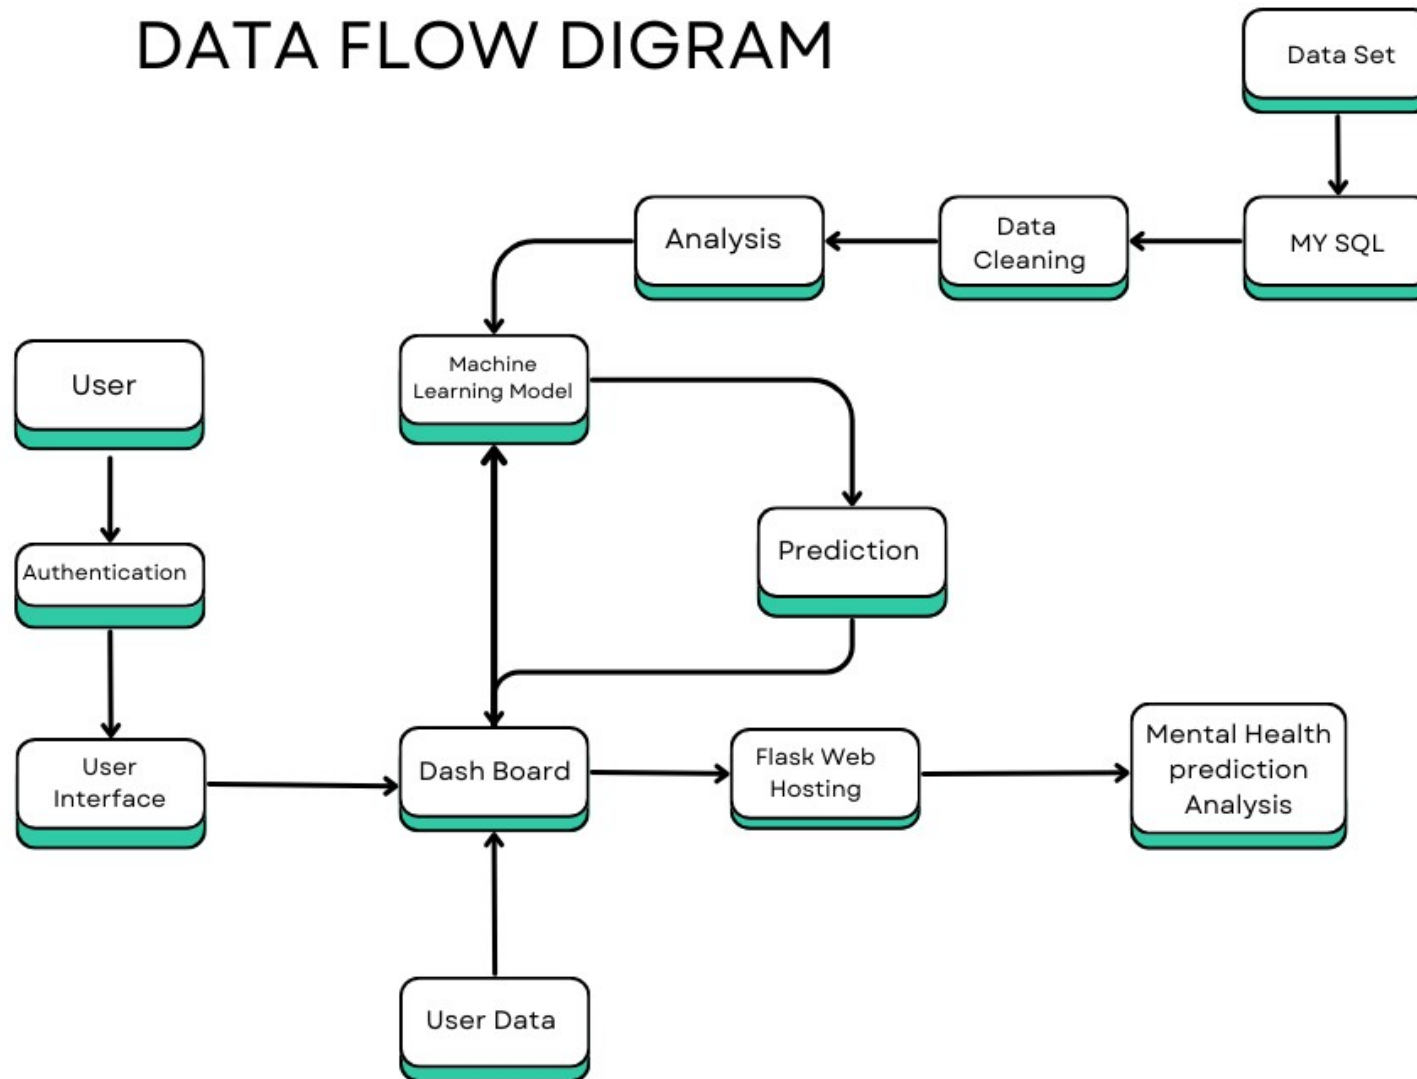 DATA FLOW DIGRAM
Data Set
Analysis
Data
Cleaning
MY SQL
User
Machine
Learning Model
Authentication
Prediction
User
Interface
Dash Board
Flask Web
Hosting
Mental Health
prediction
Analysis
User Data